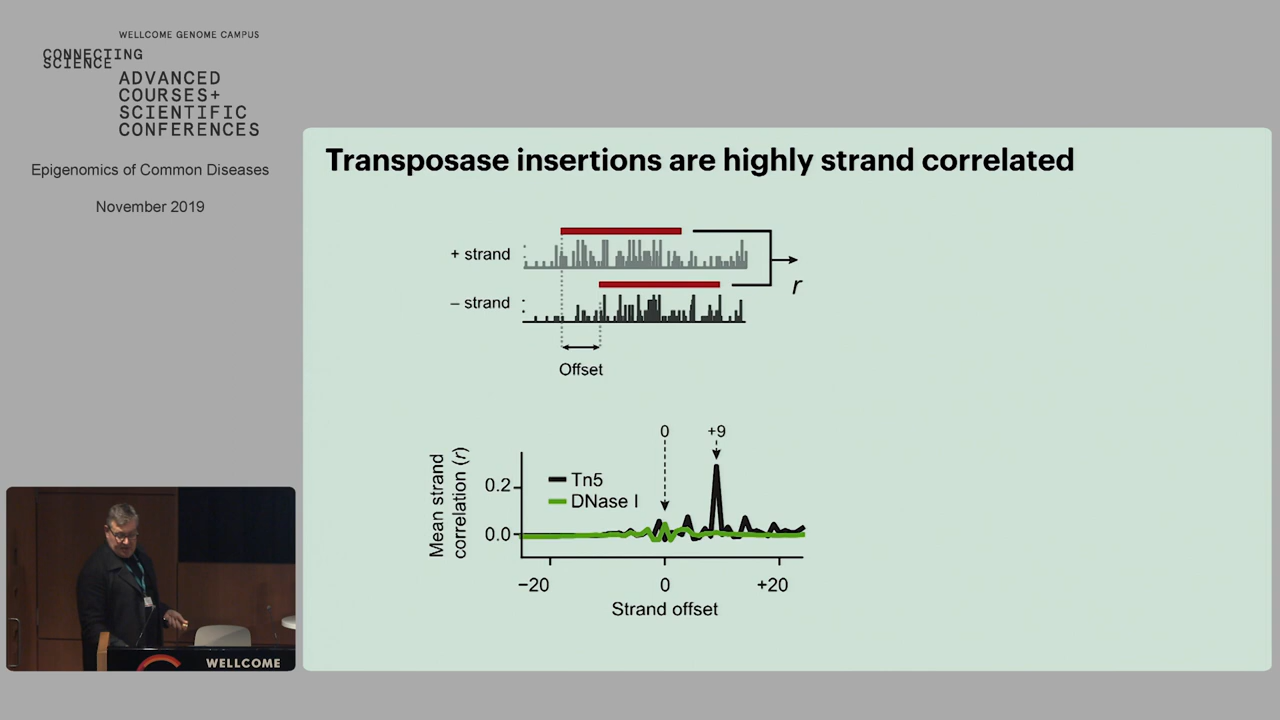 WELLCOME GENOME CAMPUS
CONNECTING
SCIENCE
ADVANCED
COURSES+
SCIENTIFIC
CONFERENCES
Epigenomics of Common Diseases
November 2019
Transposase insertions are highly strand correlated
+ strand
– strand
r
Offset
0
+9
Mean strand
correlation (r)
0.2
0.0
Tn5
DNase I
−20
0
+20
Strand offset
WELLCOME